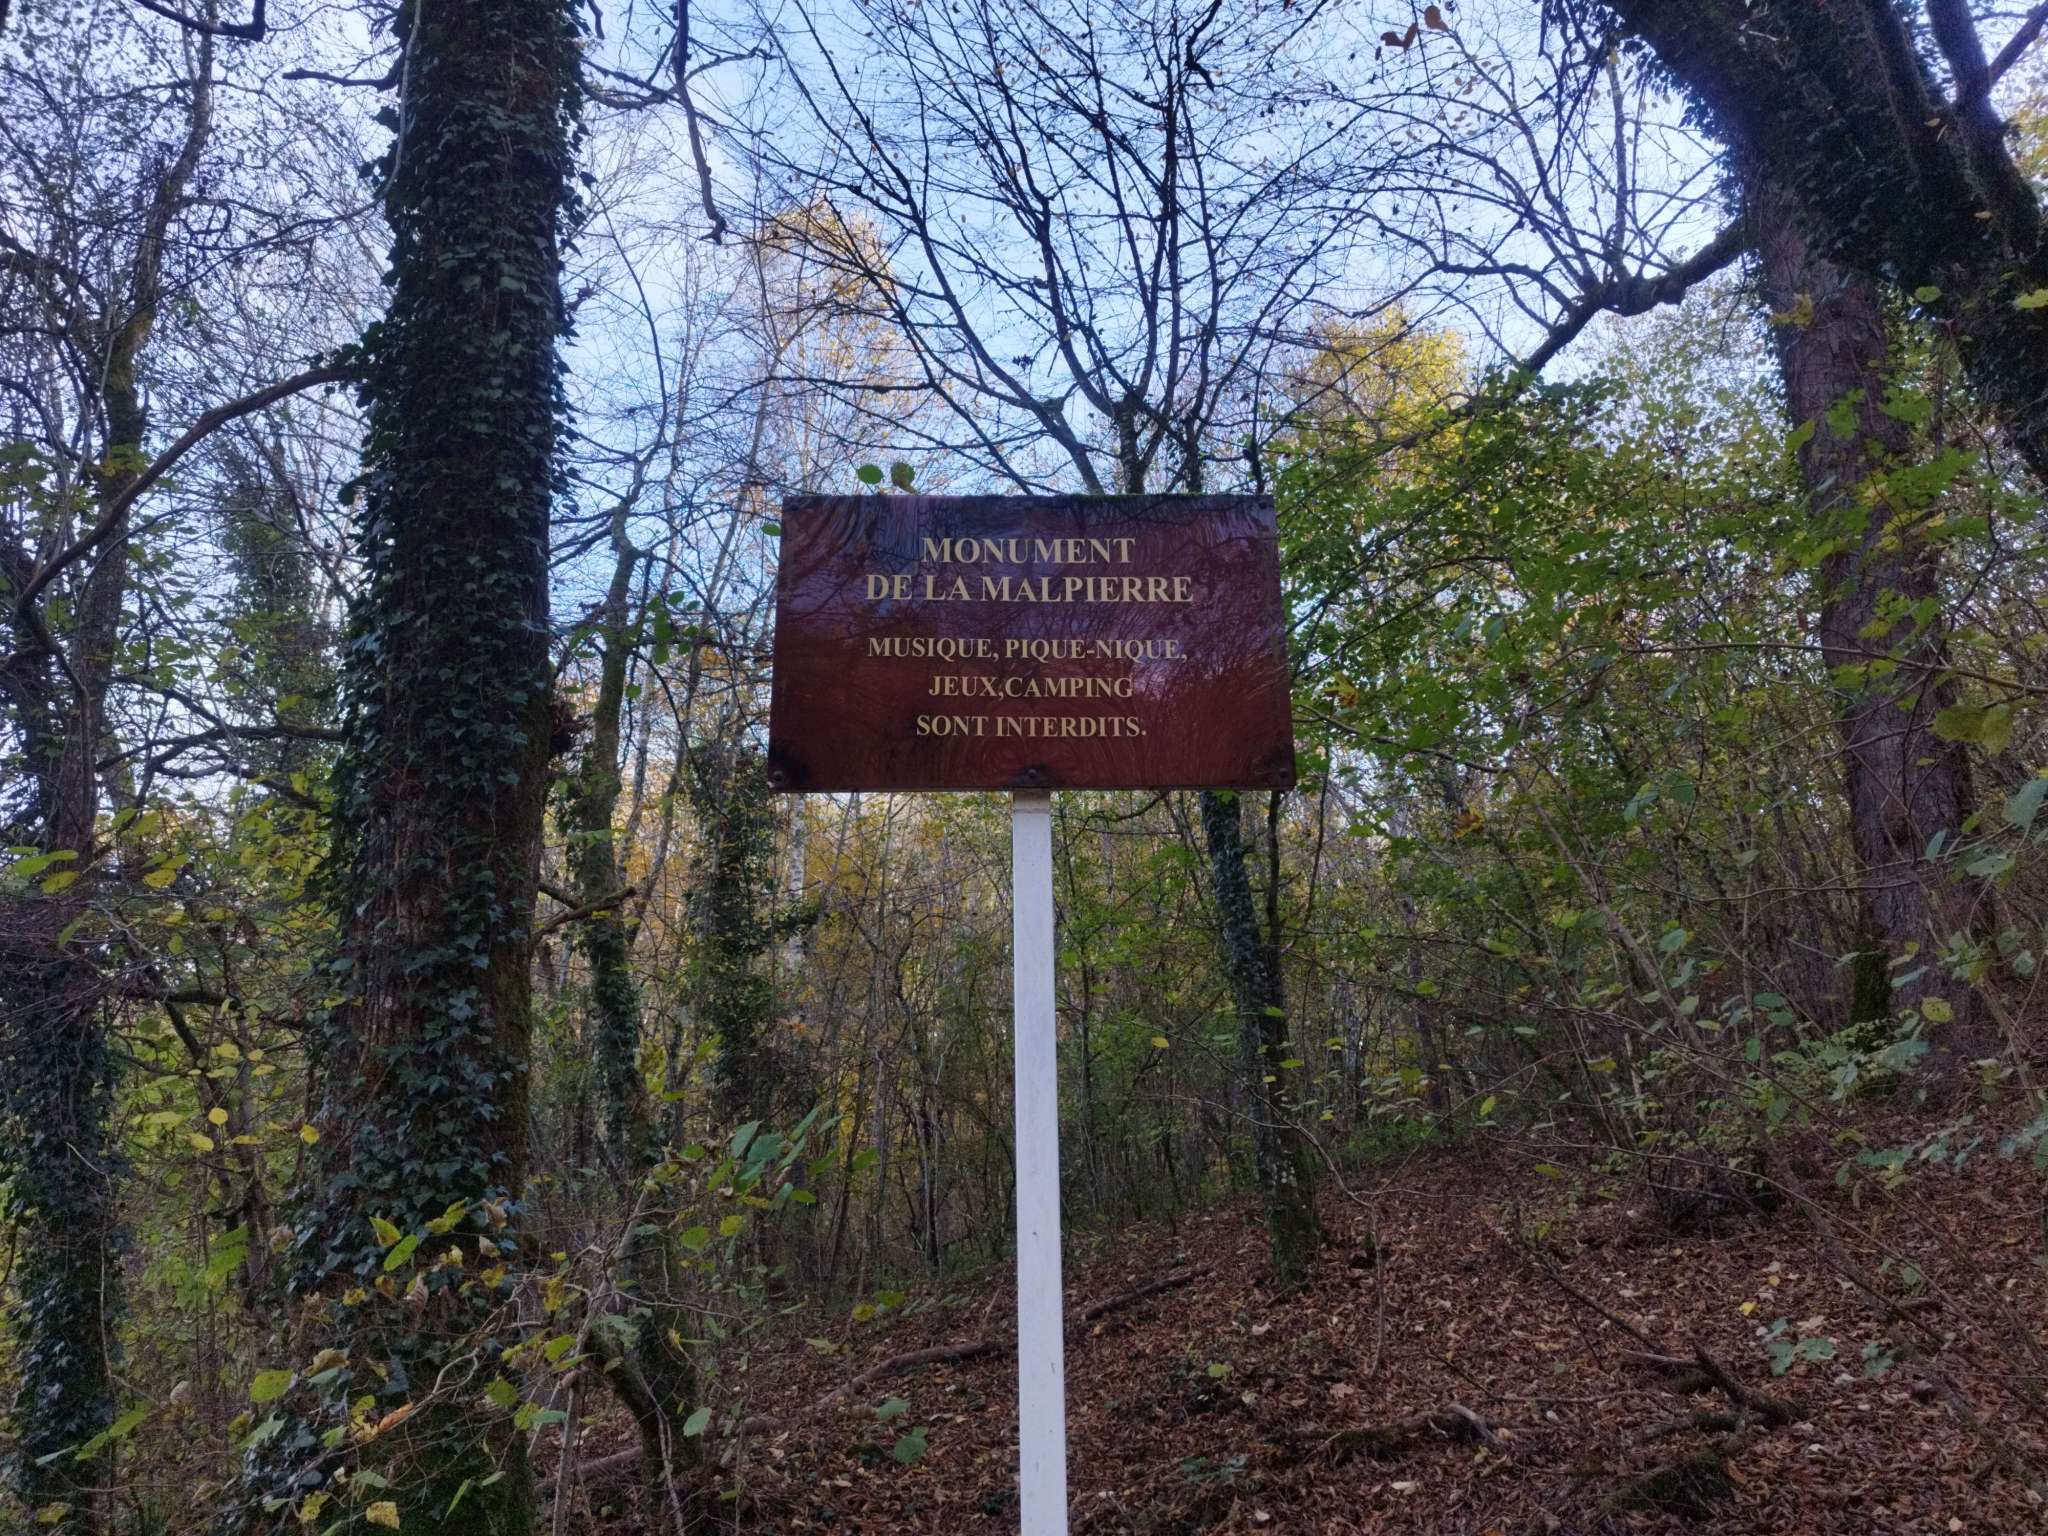 MONUMENT
DE LA MALPIERRE
MUSIQUE, PIQUE-NIQUE,
JEUX,CAMPING
SONT INTERDITS.